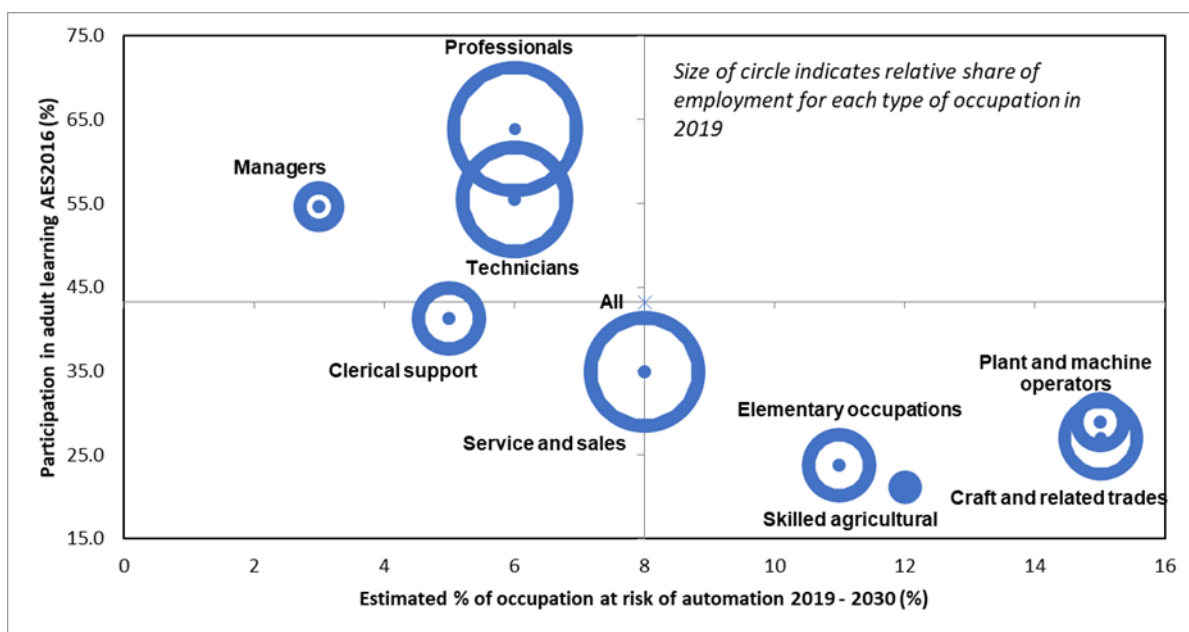 75.0
65.0
55.0
45.0
35.0
25.0
15.0
Participation in adult learning AES2016 (%)
Professionals
Size of circle indicates relative share of
employment for each type of occupation in
2019
Managers
Technicians
All
Clerical support
Service and sales
Plant and machine
operators
Elementary occupations
Skilled agricultural
Craft and related trades
0 2 4 6 8 10 12 14 16
Estimated % of occupation at risk of automation 2019 - 2030 (%)